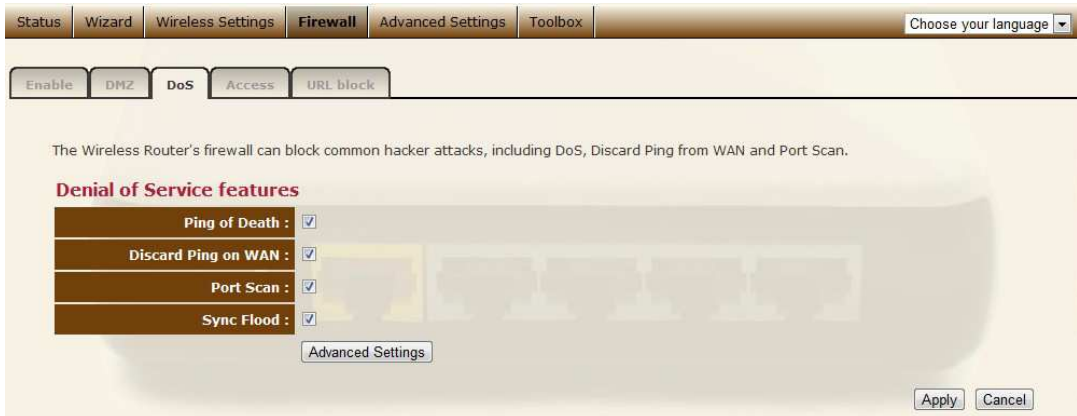 Status Wizard Wireless Settings Firewall Advanced Settings Toolbox Choose your language
Enable DMZ DoS Access URL block
The Wireless Router's firewall can block common hacker attacks, including DoS, Discard Ping from WAN and Port Scan.
Denial of Service features
Ping of Death :
Discard Ping on WAN :
Port Scan :
Sync Flood :
Advanced Settings
Apply Cancel